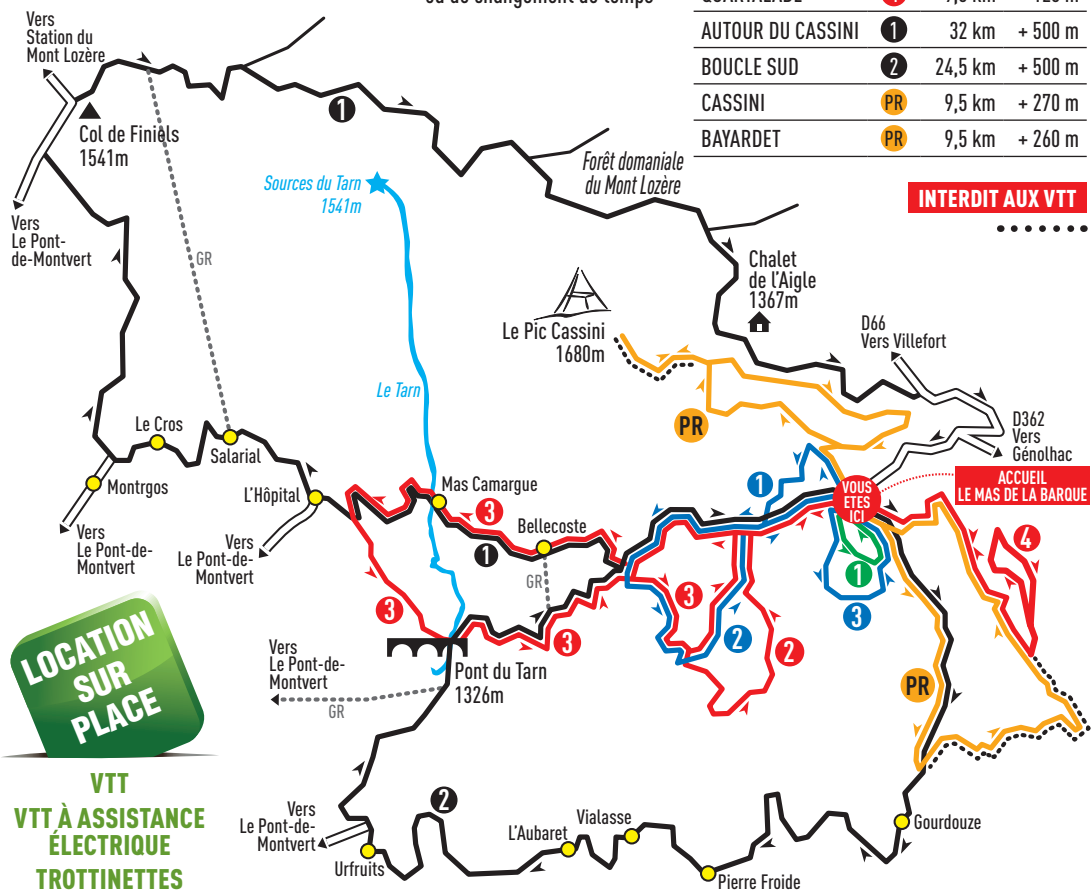 ou de changement de temps
AUTOUR DU CASSINI 1 32 km + 500 m
BOUCLE SUD 2 24,5 km + 500 m
CASSINI PR 9,5 km + 270 m
BAYARDET PR 9,5 km + 260 m
INTERDIT AUX VTT
Vers
Station du
Mont Lozère
Col de Finiels
1541m
Vers
Le Pont-
de-Montvert
GR
1
Sources du Tarn
1541m
Forêt domaniale
du Mont Lozère
Chalet
de l'Aigle
1367m
Le Pic Cassini
1680m
D66
Vers Villefort
D362
Vers
Génolhac
Le Tarn
PR
Le Cros
Salarial
Montrgos
Vers
Le Pont-de-
Montvert
L'Hôpital
Vers
Le Pont-de-
Montvert
Mas Camargue
3
1
Bellecoste
GR
1
VOUS
ETES
ICI
ACCUEIL
LE MAS DE LA BARQUE
4
1
3
3
3
3
2
2
PR
Pont du Tarn
1326m
Vers
Le Pont-de-
Montvert
GR
LOCATION
SUR
PLACE
VTT
VTT À ASSISTANCE
ÉLECTRIQUE
TROTTINETTES
Vers
Le Pont-de-
Montvert
2
Urfruits
L'Aubaret
Vialasse
Pierre Froide
Gourdouze